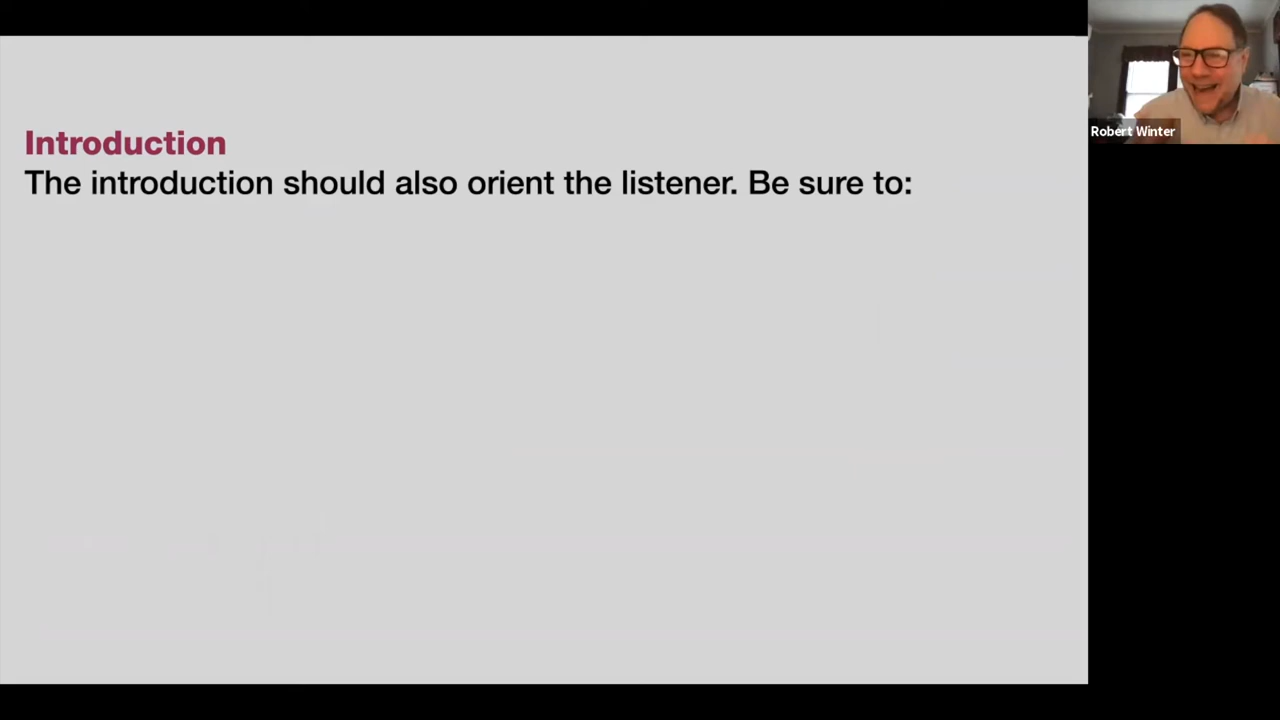 Introduction
The introduction should also orient the listener. Be sure to:
Robert Winter